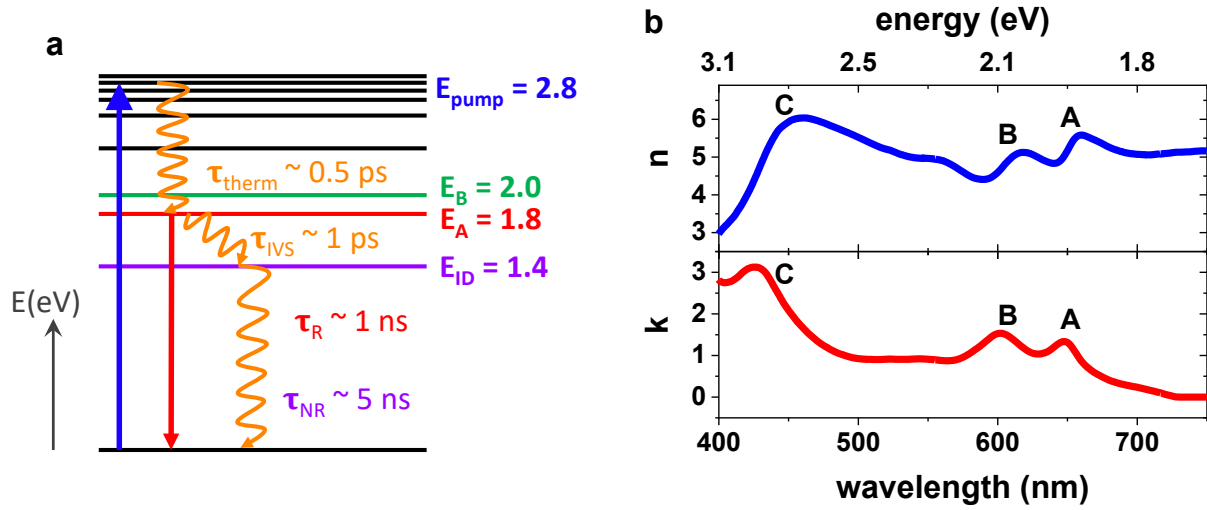 a
E_pump = 2.8
τ_therm ~ 0.5 ps
E_B = 2.0
E_A = 1.8
τ_IVS ~ 1 ps
E_ID = 1.4
E(eV)
τ_R ~ 1 ns
τ_NR ~ 5 ns
b
energy (eV)
3.1 2.5 2.1 1.8
n
6
5
4
3
C B A
k
3
2
1
0
C B A
400 500 600 700
wavelength (nm)